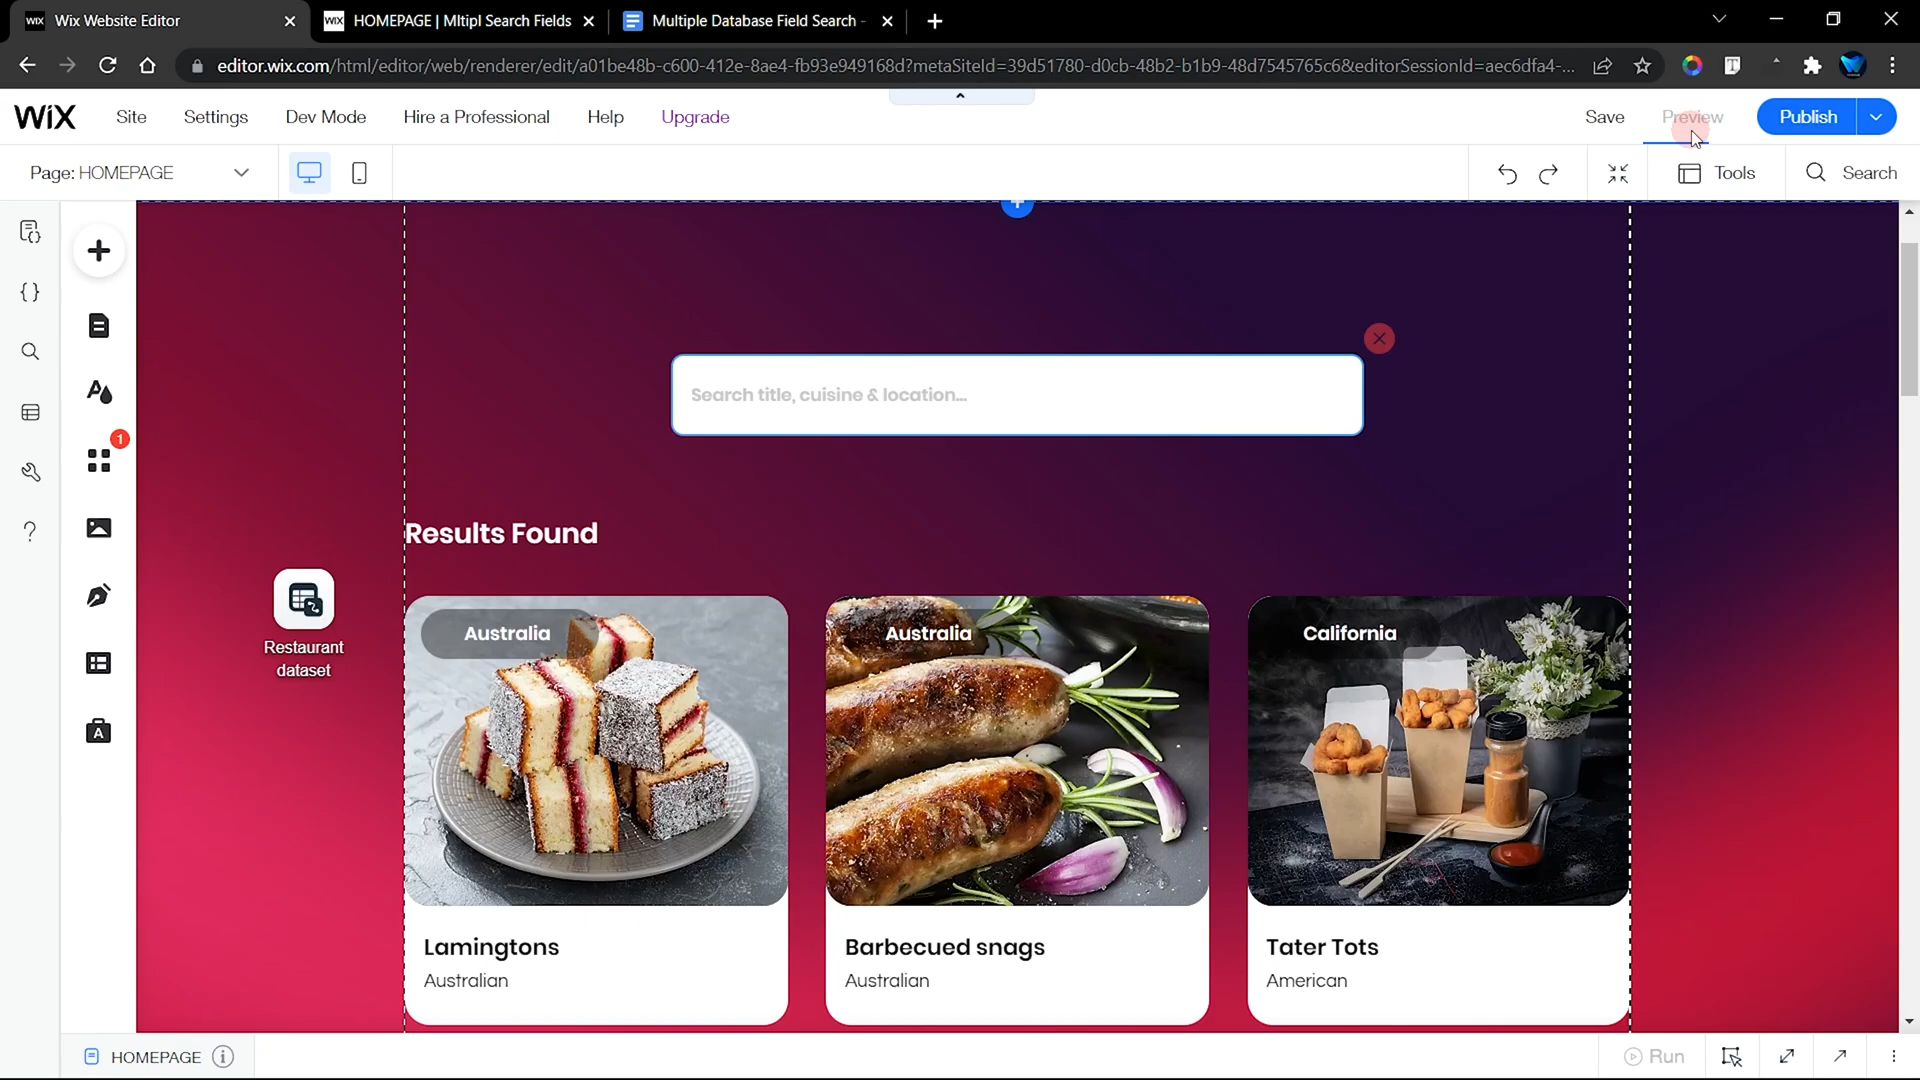 WiX Wix Website Editor
WiX HOMEPAGE | Mltipl Search Fields
Multiple Database Field Search -
editor.wix.com/html/editor/web/renderer/edit/a01be48b-c600-412e-8ae4-fb93e949168d?metaSiteId=39d51780-d0cb-48b2-b1b9-48d7545765c6&editorSessionId=aec6dfa4-...
WiX Site Settings Dev Mode Hire a Professional Help Upgrade Save Preview Publish
Page: HOMEPAGE Tools Search
1
Search title, cuisine & location...
Results Found
Restaurant
dataset
Australia
Lamingtons
Australian
Australia
Barbecued snags
Australian
California
Tater Tots
American
HOMEPAGE Run